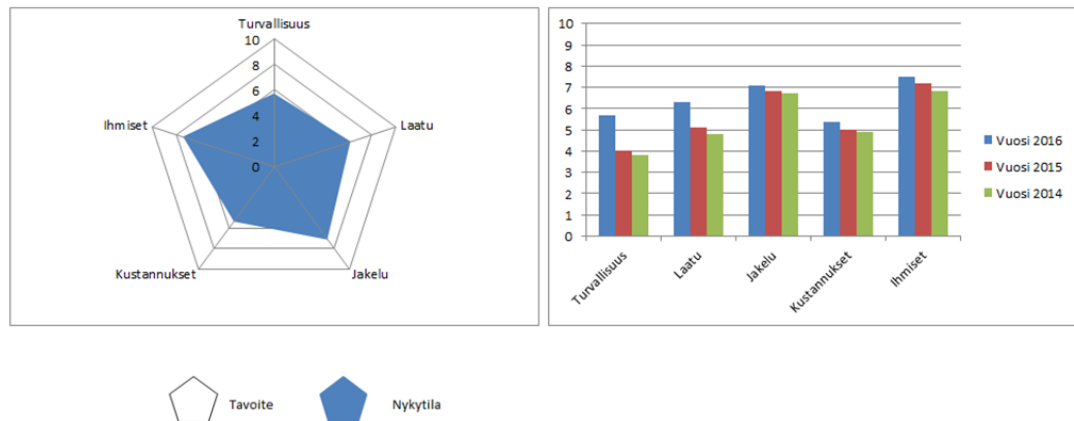 Turvallisuus
10
8
6
4
2
0
Ihmiset
Laatu
Kustannukset
Jakelu
10
9
8
7
6
5
4
3
2
1
0
Turvallisuus
Laatu
Jakelu
Kustannukset
Ihmiset
Vuosi 2016
Vuosi 2015
Vuosi 2014
Tavoite
Nykytila